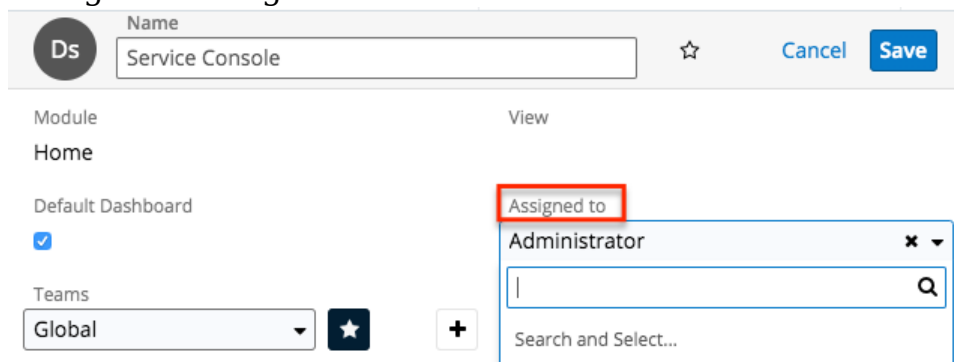 Name
Ds
Service Console
Cancel
Save
Module
View
Home
Default Dashboard
Assigned to
Administrator
Teams
Global
Search and Select...